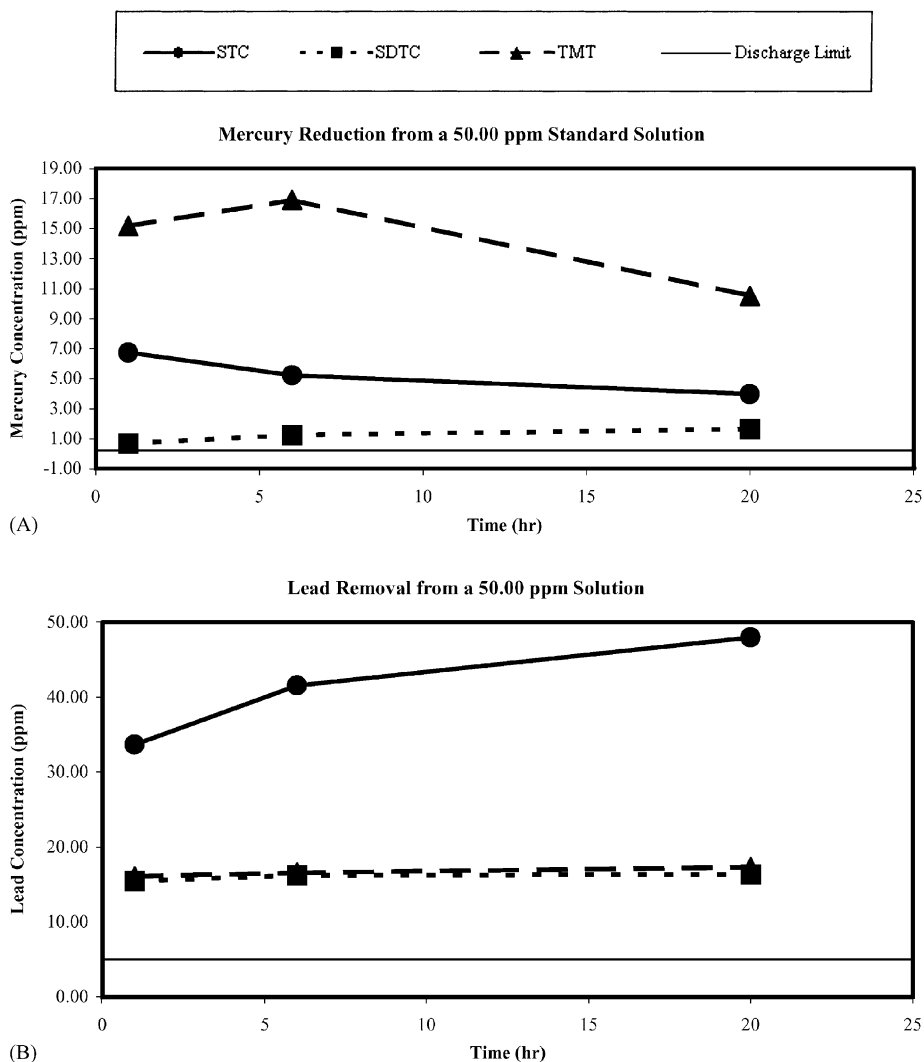 STC SDTC TMT Discharge Limit
Mercury Reduction from a 50.00 ppm Standard Solution
19.00
17.00
15.00
13.00
11.00
9.00
7.00
5.00
3.00
1.00
-1.00
Mercury Concentration (ppm)
0 5 10 15 20 25
Time (hr)
(A)
Lead Removal from a 50.00 ppm Solution
50.00
40.00
30.00
20.00
10.00
0.00
Lead Concentration (ppm)
0 5 10 15 20 25
Time (hr)
(B)